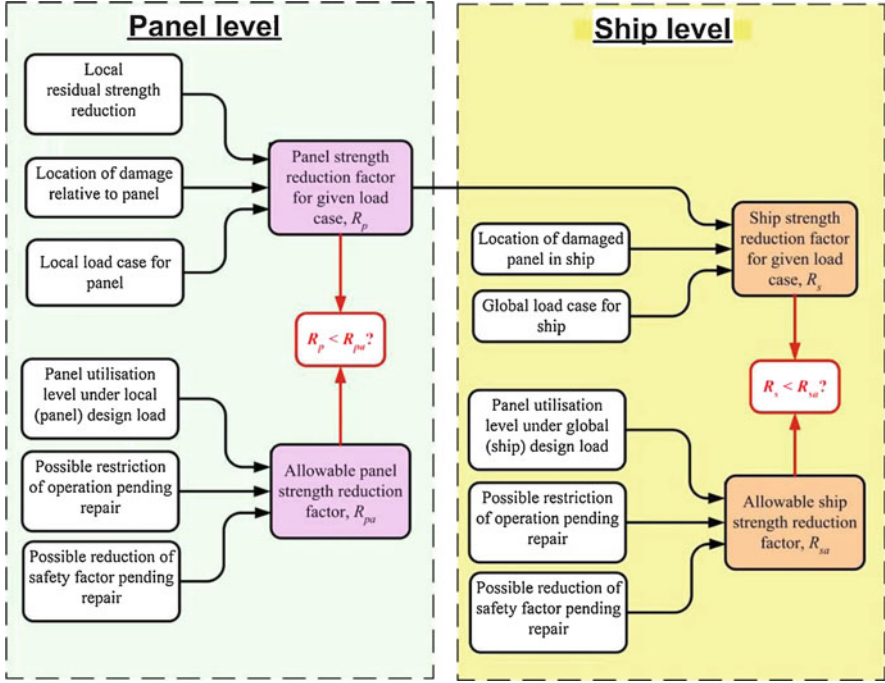 Panel level
Local
residual strength
reduction
Location of damage
relative to panel
Local load case for
panel
Panel strength
reduction factor
for given load
case, Rp
Rp < Rpa?
Panel utilisation
level under local
(panel) design load
Possible restriction
of operation pending
repair
Possible reduction of
safety factor pending
repair
Allowable panel
strength reduction
factor, Rpa
Ship level
Location of damaged
panel in ship
Global load case for
ship
Ship strength
reduction factor
for given load
case, Rs
Rs < Rsa?
Panel utilisation
level under global
(ship) design load
Possible restriction
of operation pending
repair
Possible reduction of
safety factor pending
repair
Allowable ship
strength reduction
factor, Rsa